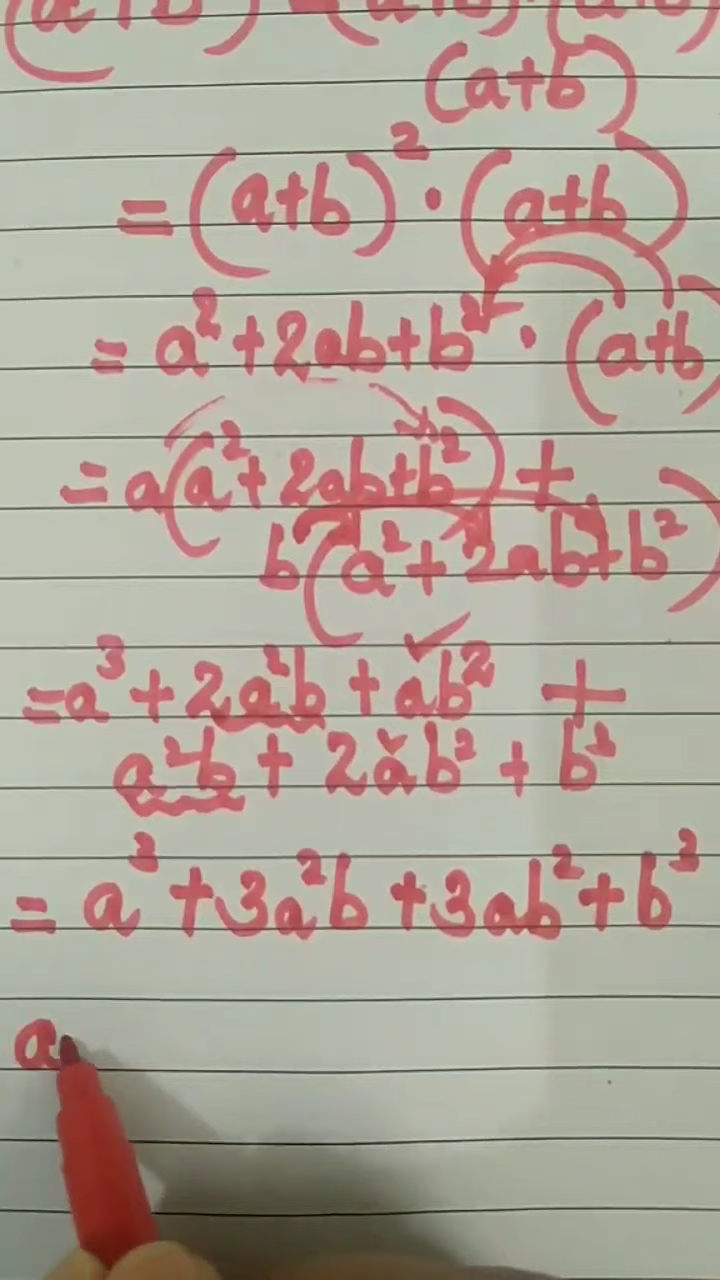 (a+b)
= (a+b)² · (a+b)
= a² + 2ab + b² · (a+b)
= a(a² + 2ab + b²) +
b(a² + 2ab + b²)
= a³ + 2a²b + ab² +
a²b + 2ab² + b³
= a³ + 3a²b + 3ab² + b³
a